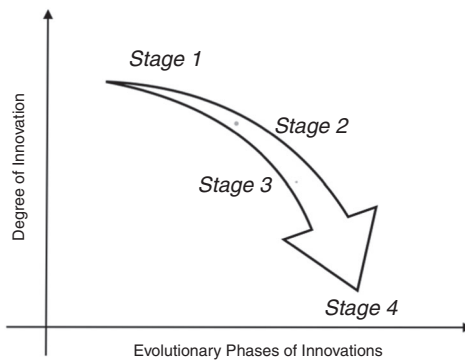 Stage 1
Stage 2
Stage 3
Stage 4
Degree of Innovation
Evolutionary Phases of Innovations